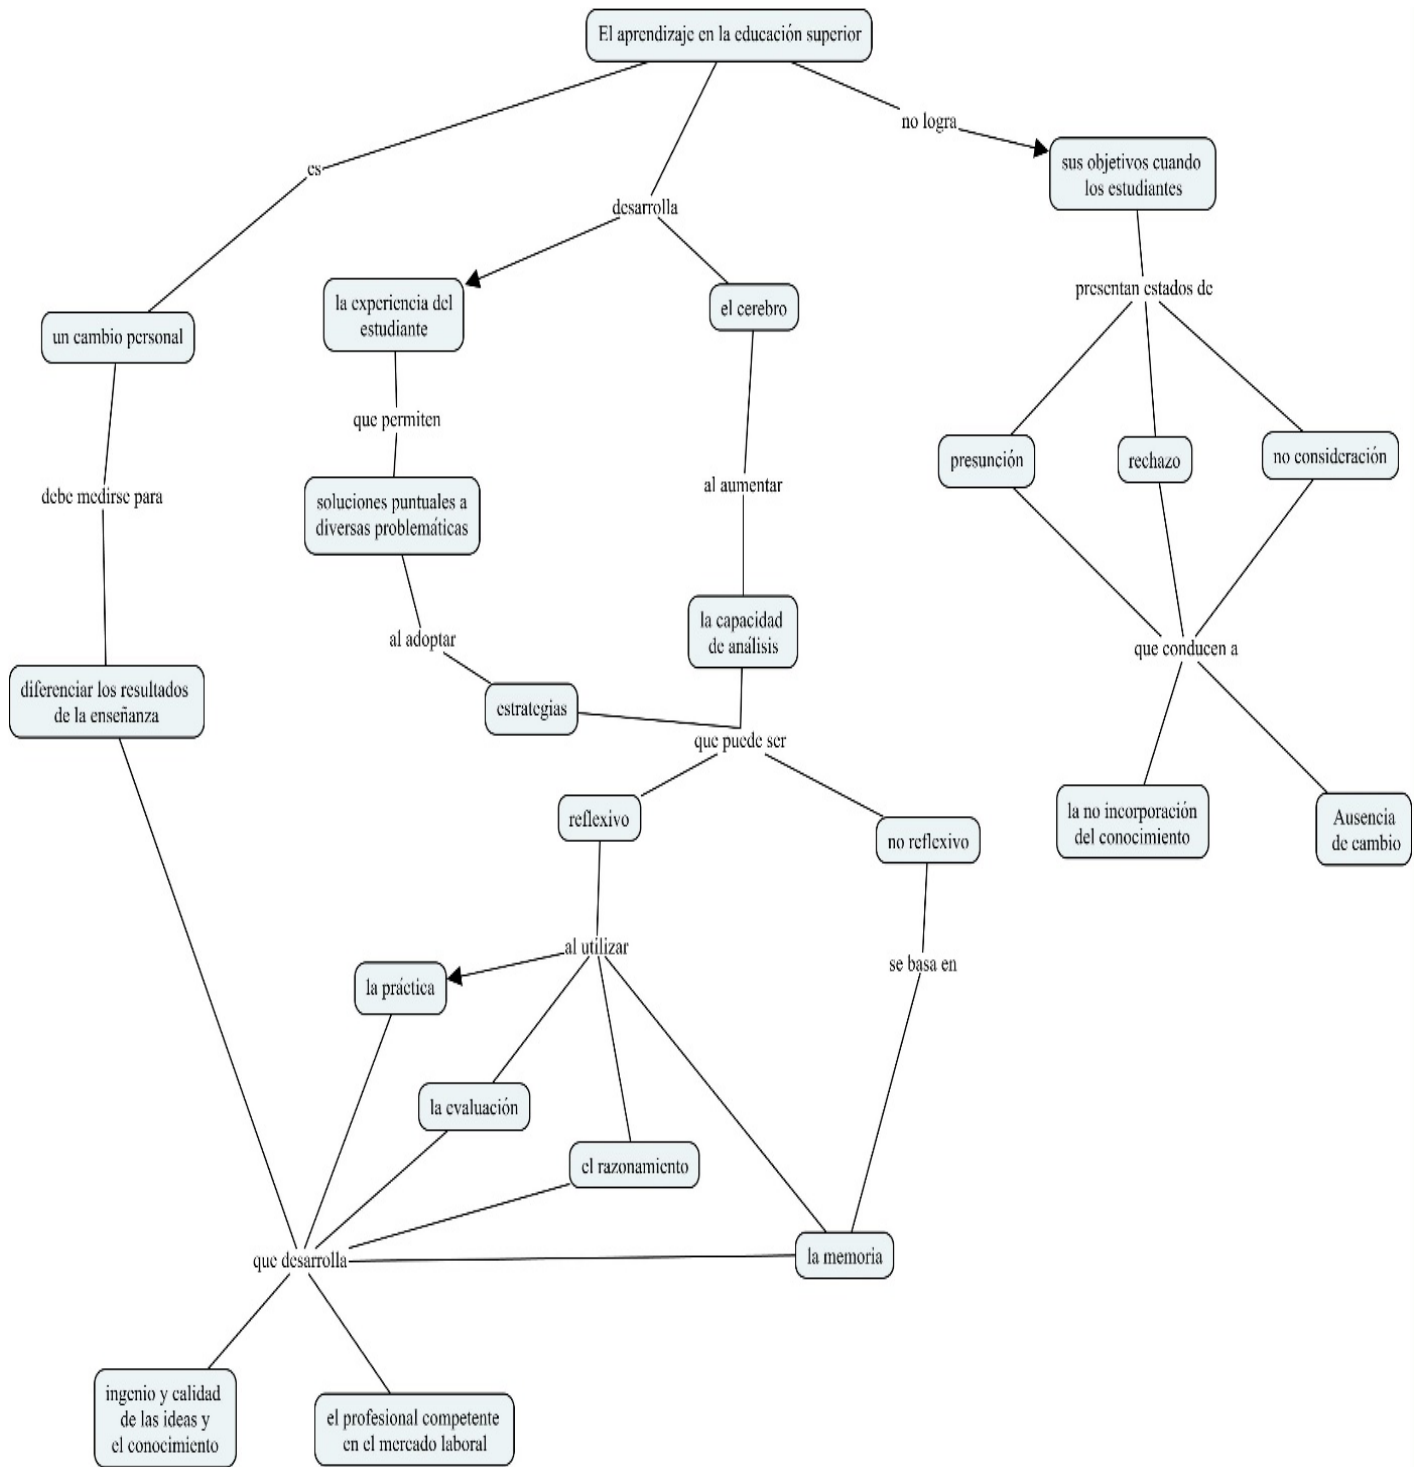 El aprendizaje en la educación superior
no logra
sus objetivos cuando
los estudiantes
es
desarrolla
presentan estados de
la experiencia del
estudiante
el cerebro
un cambio personal
que permiten
presunción
rechazo
no consideración
debe medirse para
soluciones puntuales a
diversas problemáticas
al aumentar
al adoptar
la capacidad
de análisis
que conducen a
diferenciar los resultados
de la enseñanza
estrategias
que puede ser
reflexivo
no reflexivo
la no incorporación
del conocimiento
Ausencia
de cambio
al utilizar
se basa en
la práctica
la evaluación
el razonamiento
que desarrolla
la memoria
ingenio y calidad
de las ideas y
el conocimiento
el profesional competente
en el mercado laboral